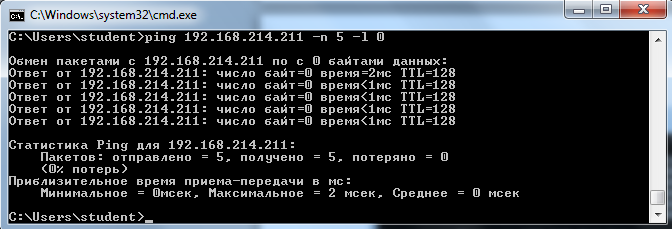 C:\Windows\system32\cmd.exe
C:\Users\student>ping 192.168.214.211 -n 5 -l 0
Обмен пакетами с 192.168.214.211 по с 0 байтами данных:
Ответ от 192.168.214.211: число байт=0 время=2мс TTL=128
Ответ от 192.168.214.211: число байт=0 время<1мс TTL=128
Ответ от 192.168.214.211: число байт=0 время<1мс TTL=128
Ответ от 192.168.214.211: число байт=0 время<1мс TTL=128
Ответ от 192.168.214.211: число байт=0 время<1мс TTL=128
Статистика Ping для 192.168.214.211:
Пакетов: отправлено = 5, получено = 5, потеряно = 0
(0% потерь)
Приблизительное время приема-передачи в мс:
Минимальное = 0мсек, Максимальное = 2 мсек, Среднее = 0 мсек
C:\Users\student>_